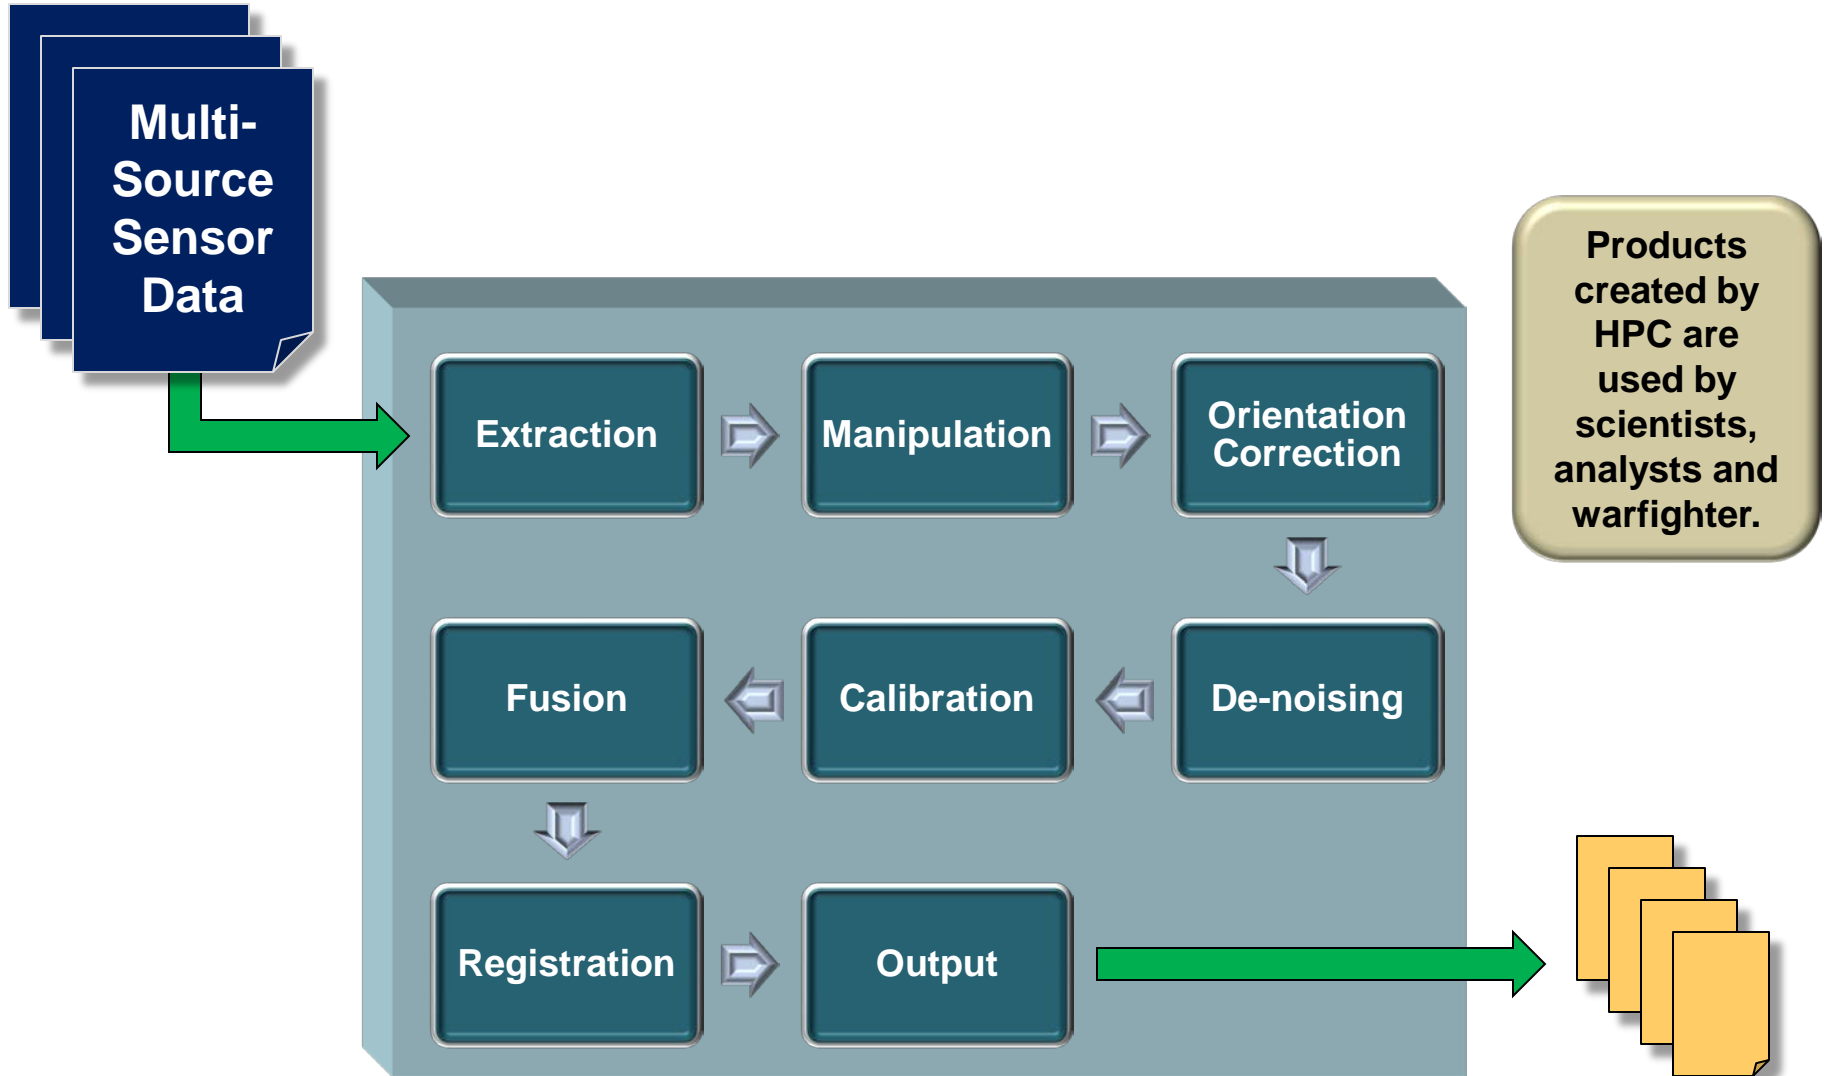 Multi-
Source
Sensor
Data
Products
created by
HPC are
used by
scientists,
analysts and
warfighter.
Extraction
Manipulation
Orientation
Correction
Fusion
Calibration
De-noising
Registration
Output